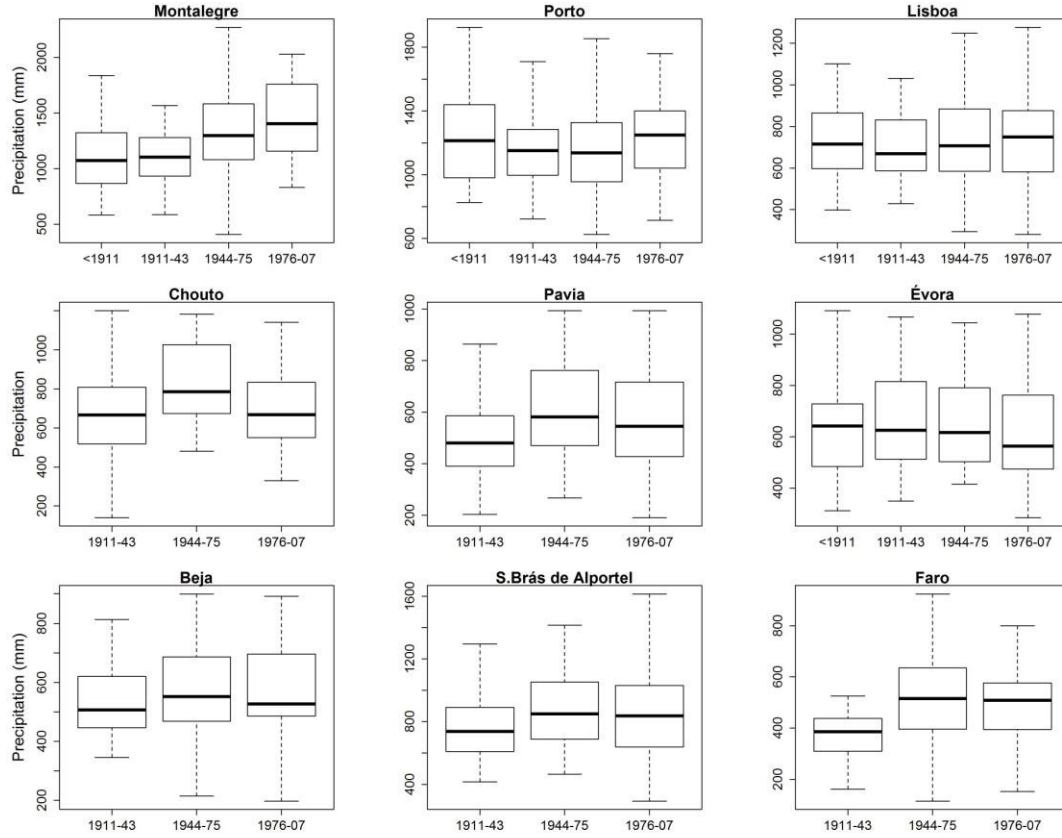 Montalegre
Porto
Lisboa
Precipitation (mm)
500 1000 1500 2000
600 1000 1400 1800
400 600 800 1000 1200
<1911 1911-43 1944-75 1976-07
<1911 1911-43 1944-75 1976-07
<1911 1911-43 1944-75 1976-07
Chouto
Pavia
Évora
Precipitation
200 400 600 800 1000
200 400 600 800 1000
400 600 800 1000
1911-43 1944-75 1976-07
1911-43 1944-75 1976-07
<1911 1911-43 1944-75 1976-07
Beja
S.Brás de Alportel
Faro
Precipitation (mm)
200 400 600 800
400 800 1200 1600
200 400 600 800
1911-43 1944-75 1976-07
1911-43 1944-75 1976-07
1911-43 1944-75 1976-07